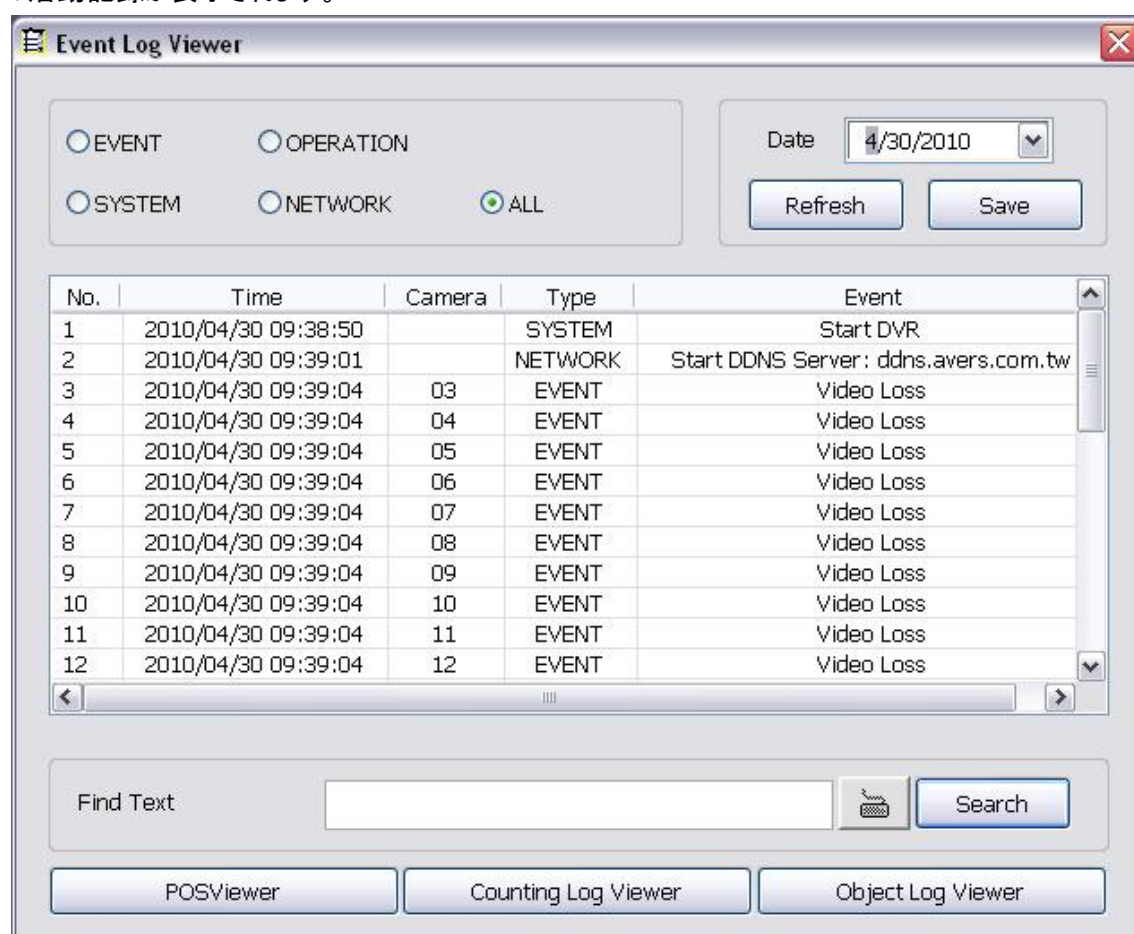 Event Log Viewer
EVENT OPERATION
SYSTEM NETWORK ALL
Date 4/30/2010
Refresh Save
No. Time Camera Type Event
1 2010/04/30 09:38:50 SYSTEM Start DVR
2 2010/04/30 09:39:01 NETWORK Start DDNS Server: ddns.avers.com.tw
3 2010/04/30 09:39:04 03 EVENT Video Loss
4 2010/04/30 09:39:04 04 EVENT Video Loss
5 2010/04/30 09:39:04 05 EVENT Video Loss
6 2010/04/30 09:39:04 06 EVENT Video Loss
7 2010/04/30 09:39:04 07 EVENT Video Loss
8 2010/04/30 09:39:04 08 EVENT Video Loss
9 2010/04/30 09:39:04 09 EVENT Video Loss
10 2010/04/30 09:39:04 10 EVENT Video Loss
11 2010/04/30 09:39:04 11 EVENT Video Loss
12 2010/04/30 09:39:04 12 EVENT Video Loss
Find Text Search
POSViewer Counting Log Viewer Object Log Viewer